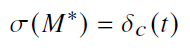 σ(M*) = δ_C(t)